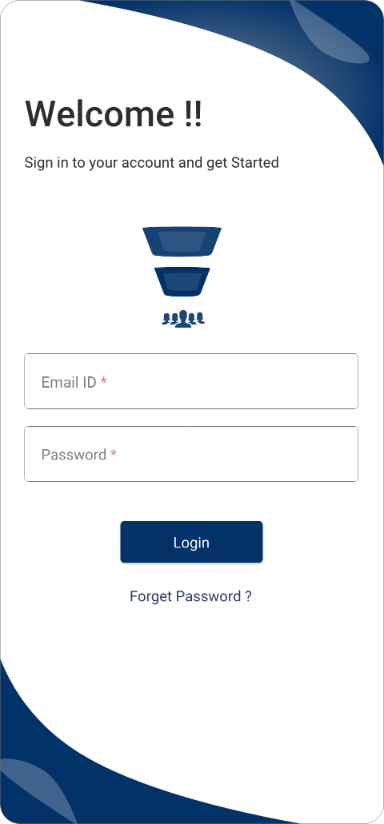 Welcome !!
Sign in to your account and get Started
Email ID *
Password *
Login
Forget Password ?